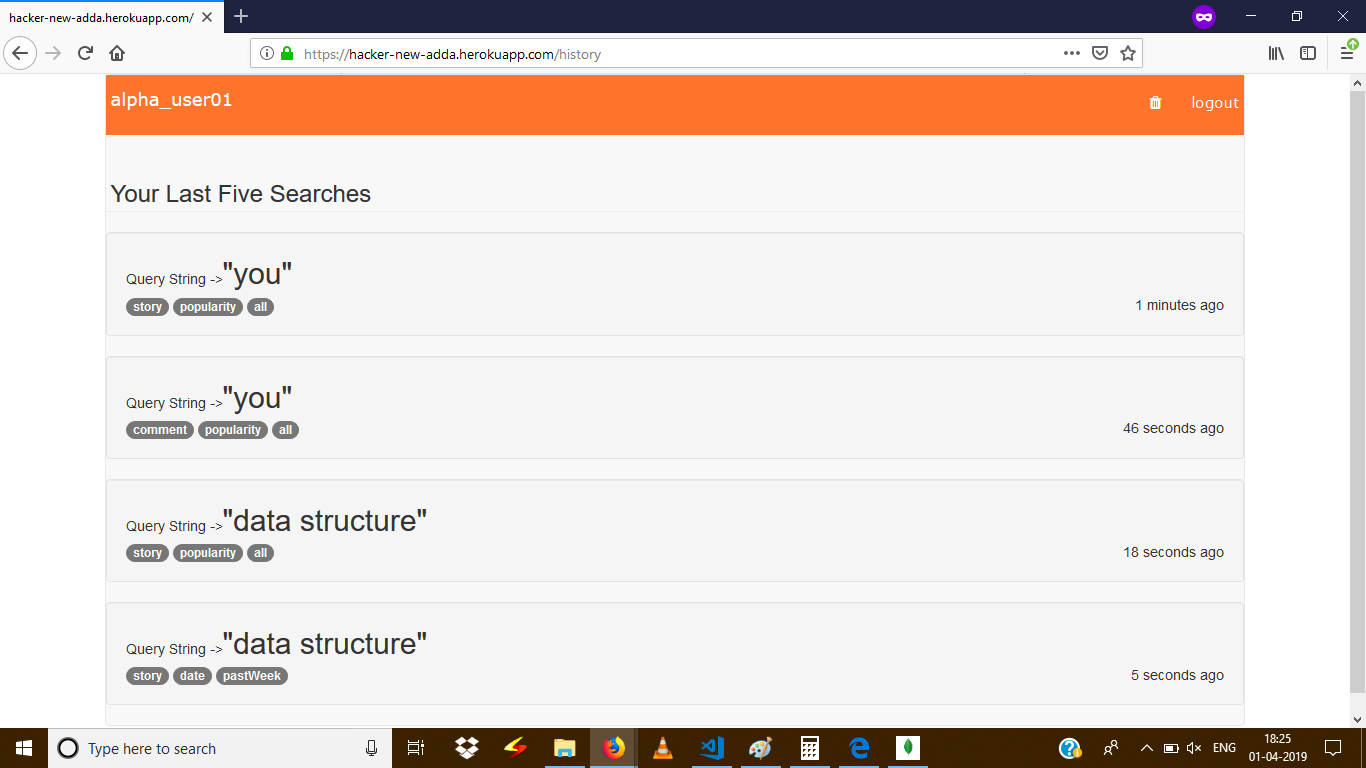 hacker-new-adda.herokuapp.com/
https://hacker-new-adda.herokuapp.com/history
alpha_user01
logout
Your Last Five Searches
Query String ->"you"
story popularity all
1 minutes ago
Query String ->"you"
comment popularity all
46 seconds ago
Query String ->"data structure"
story popularity all
18 seconds ago
Query String ->"data structure"
story date pastWeek
5 seconds ago
Type here to search
ENG
18:25
01-04-2019